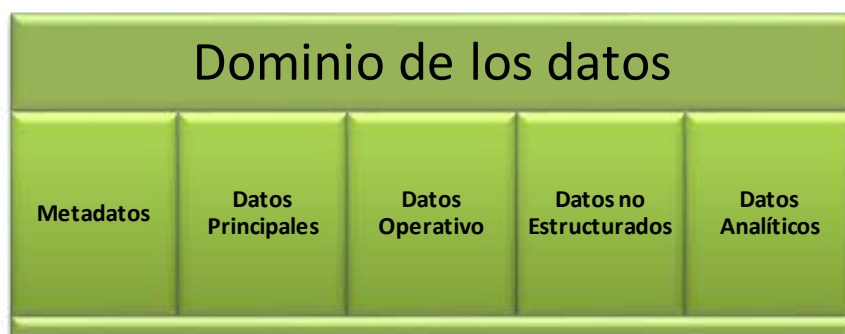 Dominio de los datos
Metadatos
Datos
Principales
Datos
Operativo
Datos no
Estructurados
Datos
Analíticos